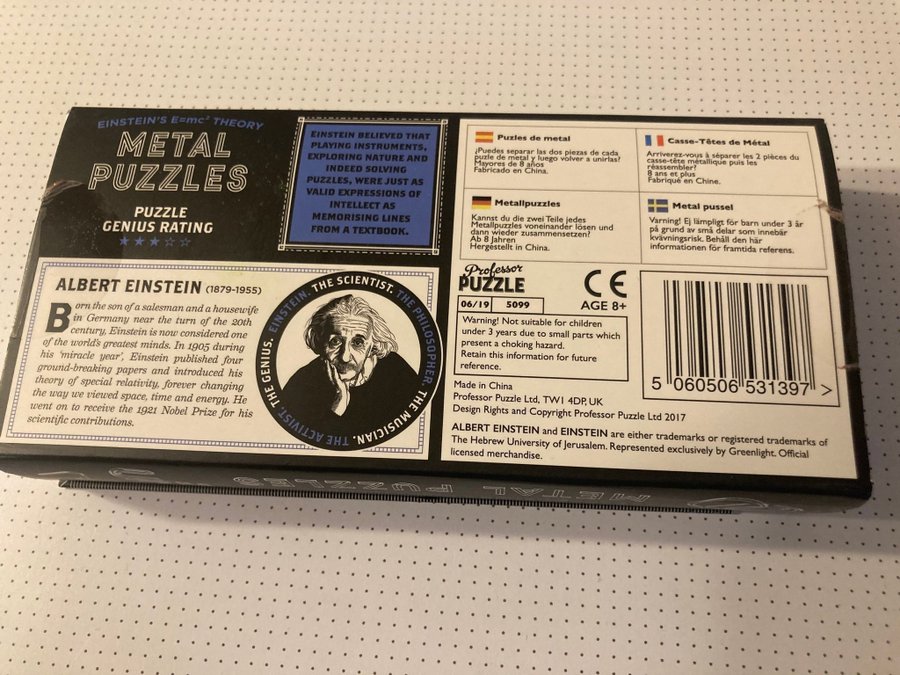 EINSTEIN'S E=mc² THEORY
METAL
PUZZLES
PUZZLE
GENIUS RATING
EINSTEIN BELIEVED THAT
PLAYING INSTRUMENTS,
EXPLORING NATURE AND
INDEED SOLVING
PUZZLES, WERE JUST AS
VALID EXPRESSIONS OF
INTELLECT AS
MEMORISING LINES
FROM A TEXTBOOK.
ALBERT EINSTEIN (1879-1955)
Born the son of a salesman and a housewife
in Germany near the turn of the 20th
century, Einstein is now considered one
of the world's greatest minds. In 1905 during
his 'miracle year', Einstein published four
ground-breaking papers and introduced his
theory of special relativity, forever changing
the way we viewed space, time and energy. He
went on to receive the 1921 Nobel Prize for his
scientific contributions.
EINSTEIN. THE SCIENTIST. THE PHILOSOPHER. THE MUSICIAN. THE ACTIVIST. THE GENIUS.
Puzles de metal
¿Puedes separar las dos piezas de cada
puzle de metal y luego volver a unirlas?
Mayores de 8 años
Fabricado en China.
Casse-Têtes de Métal
Arriverez-vous à séparer les 2 pièces du
casse-tête métallique puis les
réassembler?
8 ans et plus
Fabriqué en Chine.
Metallpuzzles
Kannst du die zwei Teile jedes
Metallpuzzles voneinander lösen und
dann wieder zusammensetzen?
Ab 8 Jahren
Hergestellt in China.
Metal pussel
Varning! Ej lämpligt för barn under 3 år
på grund av små delar som innebär
kvävningsrisk. Behåll den här
informationen för framtida referens.
Professor
PUZZLE
CE
AGE 8+
06/19 5099
Warning! Not suitable for children
under 3 years due to small parts which
present a choking hazard.
Retain this information for future
reference.
5 060506 531397 >
Made in China
Professor Puzzle Ltd, TW1 4DP, UK
Design Rights and Copyright Professor Puzzle Ltd 2017
ALBERT EINSTEIN and EINSTEIN are either trademarks or registered trademarks of
The Hebrew University of Jerusalem. Represented exclusively by Greenlight. Official
licensed merchandise.
METAL PUZZLES